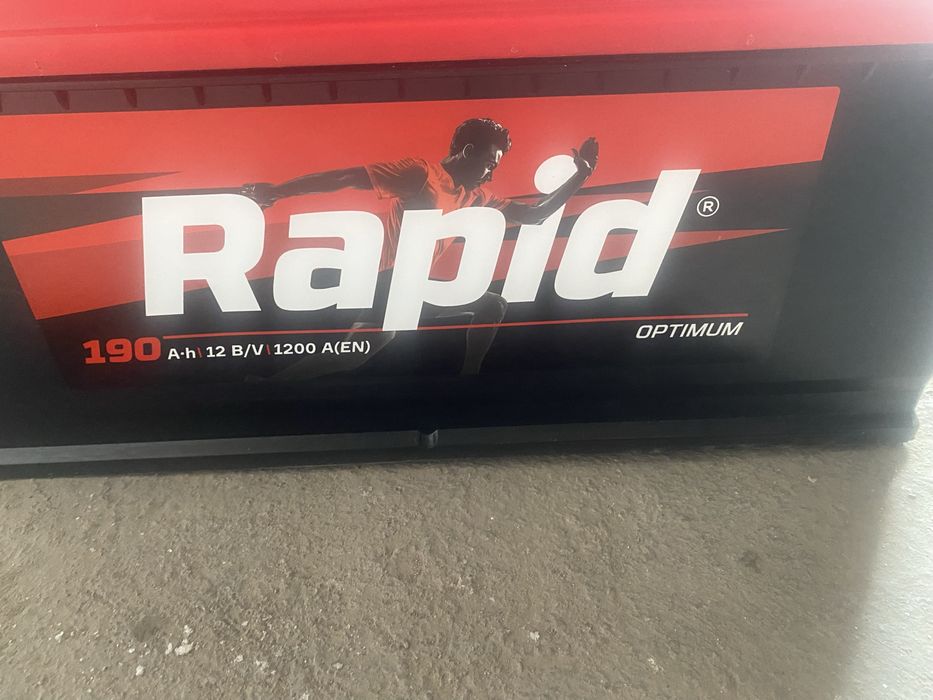 Rapid®
OPTIMUM
190 A·h | 12 B/V | 1200 A(EN)